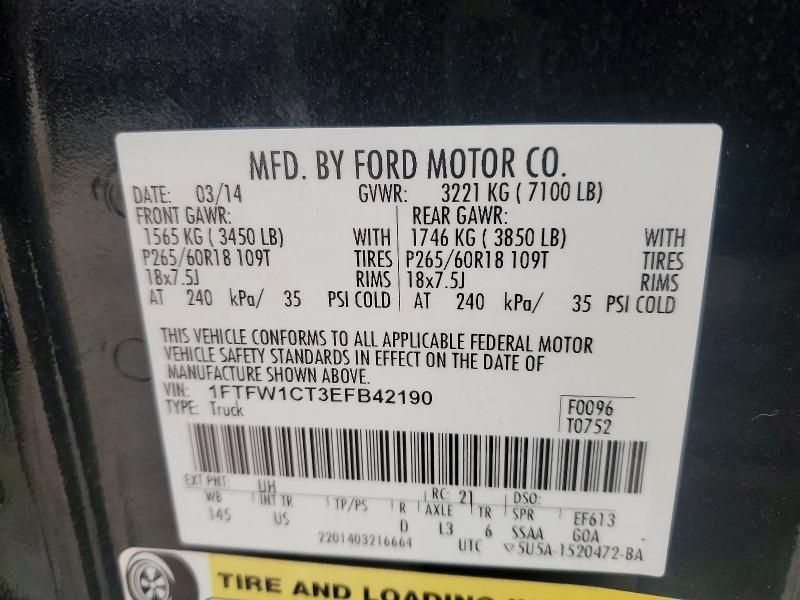 MFD. BY FORD MOTOR CO.
DATE: 03/14 GVWR: 3221 KG ( 7100 LB)
FRONT GAWR: REAR GAWR:
1565 KG ( 3450 LB) WITH 1746 KG ( 3850 LB) WITH
P265/60R18 109T TIRES P265/60R18 109T TIRES
18x7.5J RIMS 18x7.5J RIMS
AT 240 kPa/ 35 PSI COLD AT 240 kPa/ 35 PSI COLD
THIS VEHICLE CONFORMS TO ALL APPLICABLE FEDERAL MOTOR
VEHICLE SAFETY STANDARDS IN EFFECT ON THE DATE OF
MANUFACTURE SHOWN ABOVE.
VIN: 1FTFW1CT3EFB42190
TYPE: Truck
F0096
T0752
EXT PNT: UH RC: 21 DSO:
WB INT TR TP/PS R AXLE TR SPR EF613
145 US D L3 6 SSAA GOA
2201403216664 UTC ▽5U5A-1520472-BA
TIRE AND LOADING